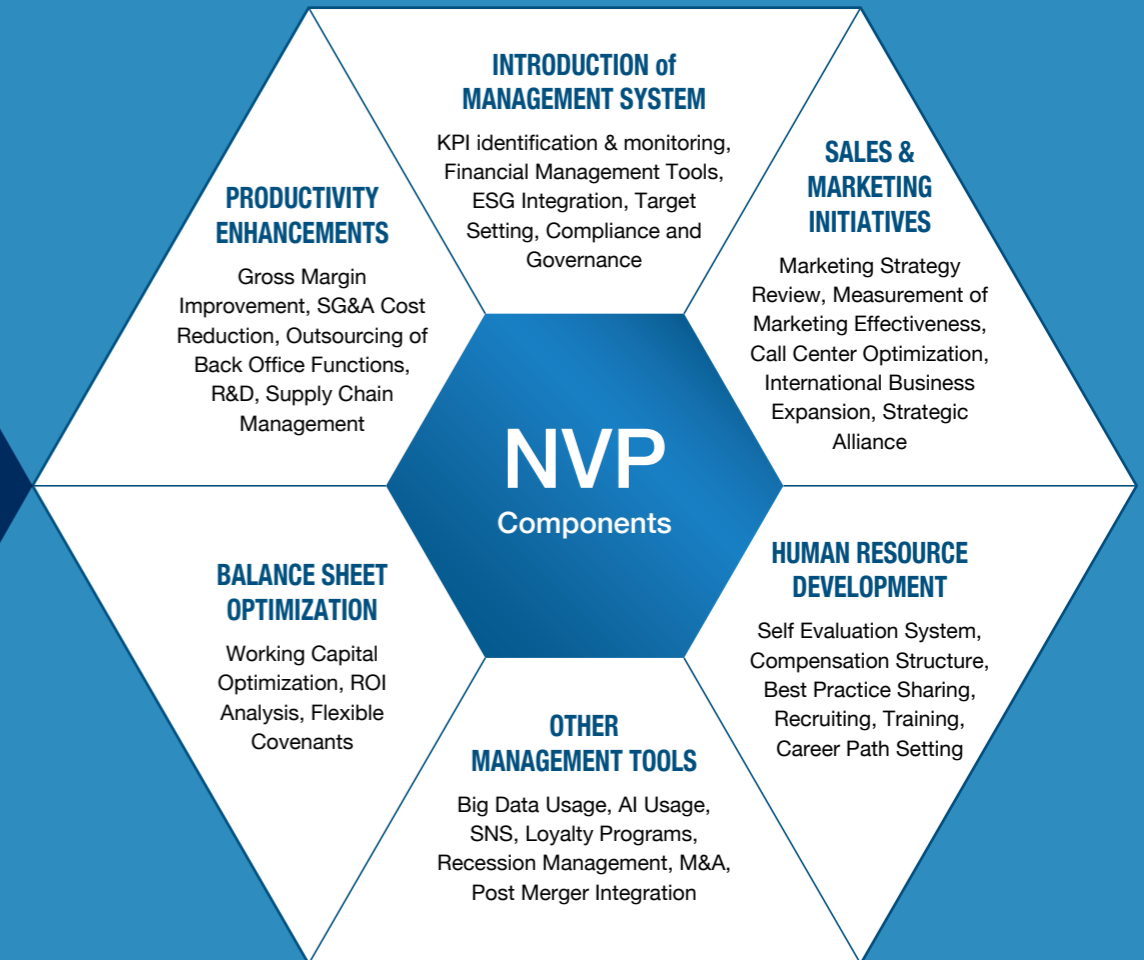 INTRODUCTION of
MANAGEMENT SYSTEM
KPI identification & monitoring,
Financial Management Tools,
ESG Integration, Target
Setting, Compliance and
Governance
SALES &
MARKETING
INITIATIVES
Marketing Strategy
Review, Measurement of
Marketing Effectiveness,
Call Center Optimization,
International Business
Expansion, Strategic
Alliance
PRODUCTIVITY
ENHANCEMENTS
Gross Margin
Improvement, SG&A Cost
Reduction, Outsourcing of
Back Office Functions,
R&D, Supply Chain
Management
NVP
Components
HUMAN RESOURCE
DEVELOPMENT
Self Evaluation System,
Compensation Structure,
Best Practice Sharing,
Recruiting, Training,
Career Path Setting
BALANCE SHEET
OPTIMIZATION
Working Capital
Optimization, ROI
Analysis, Flexible
Covenants
OTHER
MANAGEMENT TOOLS
Big Data Usage, AI Usage,
SNS, Loyalty Programs,
Recession Management, M&A,
Post Merger Integration